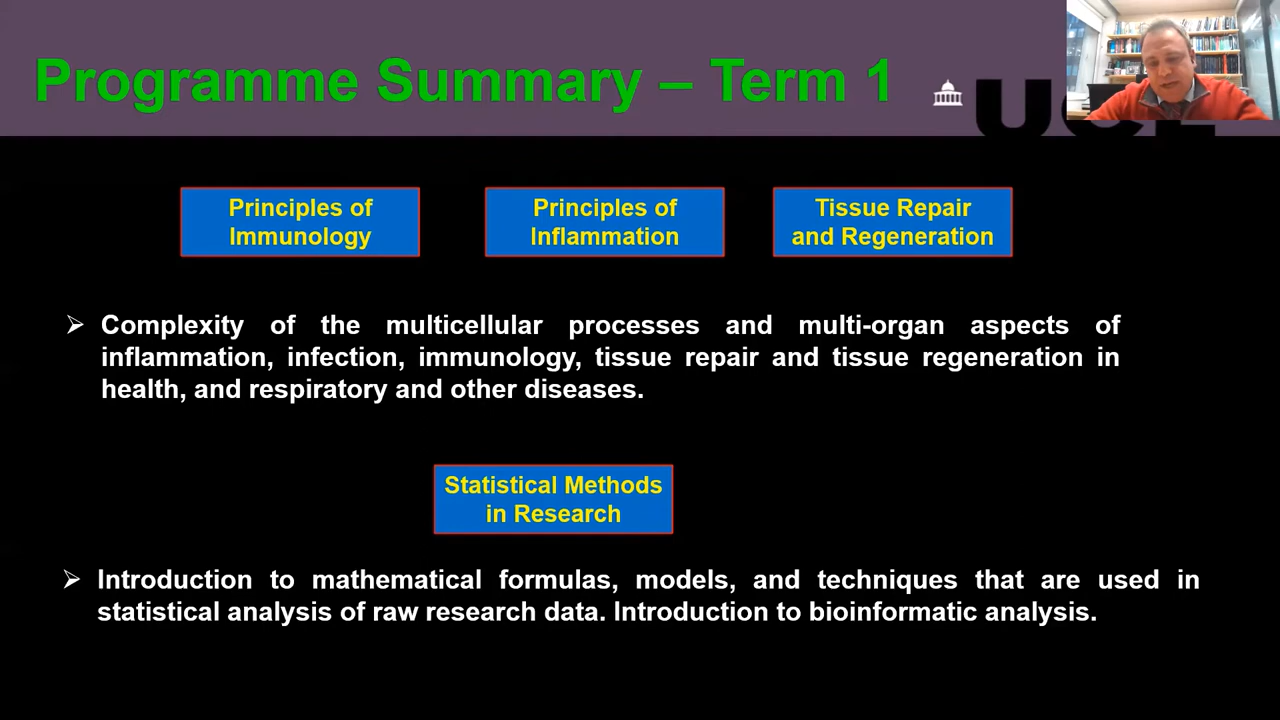 Programme Summary – Term 1
UCL
Principles of
Immunology
Principles of
Inflammation
Tissue Repair
and Regeneration
➢ Complexity of the multicellular processes and multi-organ aspects of
inflammation, infection, immunology, tissue repair and tissue regeneration in
health, and respiratory and other diseases.
Statistical Methods
in Research
➢ Introduction to mathematical formulas, models, and techniques that are used in
statistical analysis of raw research data. Introduction to bioinformatic analysis.